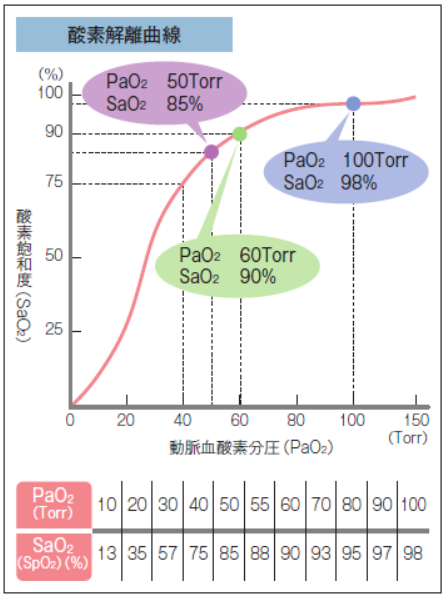 酸素解離曲線
(%)
100
90
75
50
25
酸素飽和度(SaO₂)
PaO₂ 50Torr
SaO₂ 85%
PaO₂ 100Torr
SaO₂ 98%
PaO₂ 60Torr
SaO₂ 90%
0 20 40 60 80 100 150
(Torr)
動脈血酸素分圧(PaO₂)
PaO₂ (Torr) 10 20 30 40 50 55 60 70 80 90 100
SaO₂ (SpO₂)(%) 13 35 57 75 85 88 90 93 95 97 98